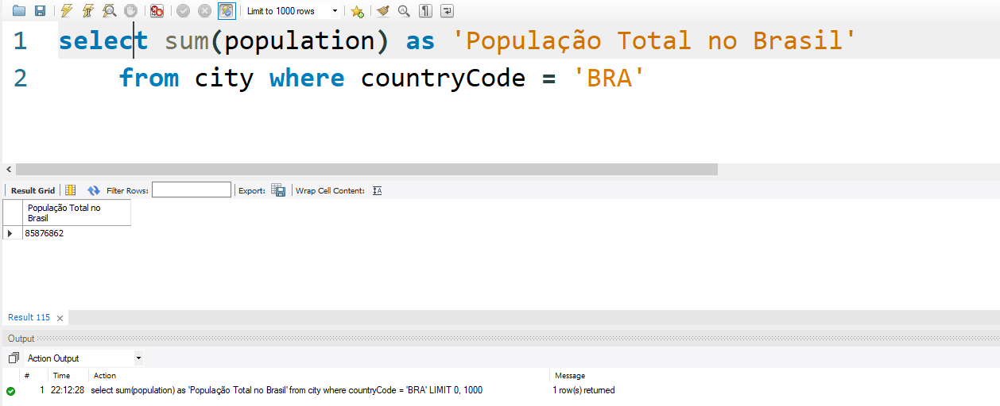 Limit to 1000 rows
1 select sum(population) as 'População Total no Brasil'
2 from city where countryCode = 'BRA'
Result Grid Filter Rows: Export: Wrap Cell Content:
População Total no
Brasil
85876862
Result 115
Output
Action Output
# Time Action Message
1 22:12:28 select sum(population) as 'População Total no Brasil' from city where countryCode = 'BRA' LIMIT 0, 1000 1 row(s) returned